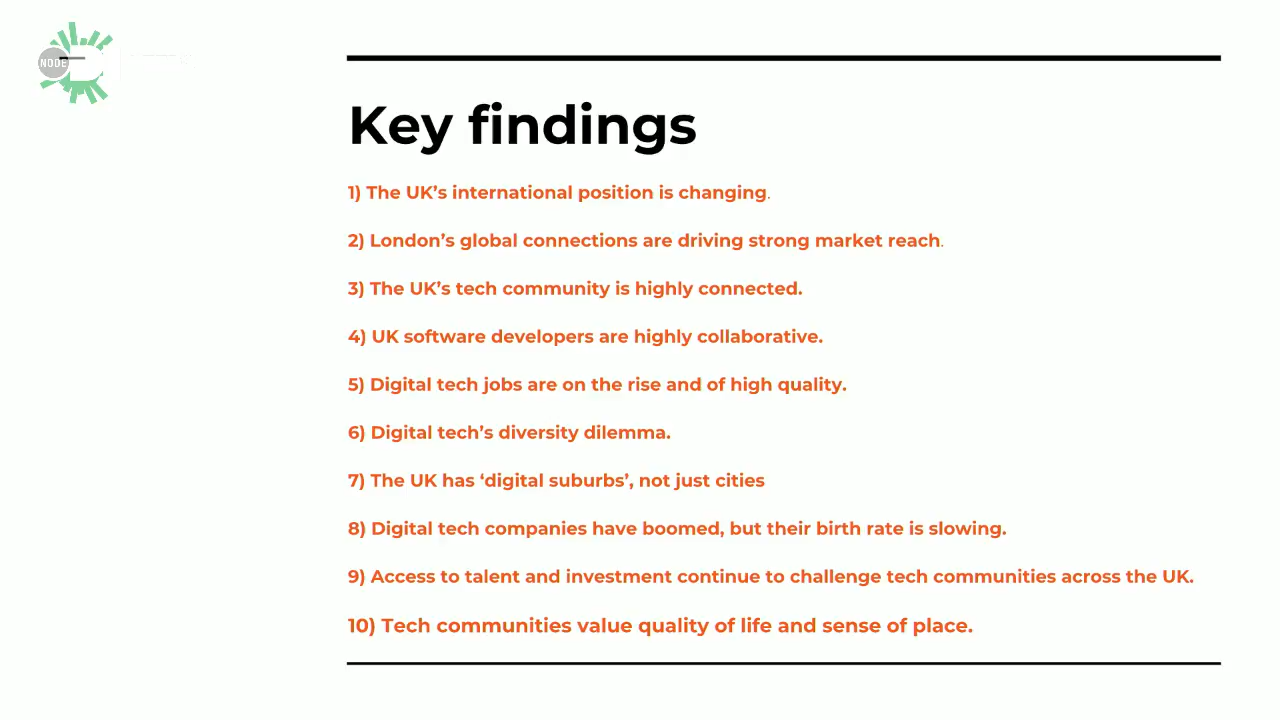 NODE
Key findings
1) The UK’s international position is changing.
2) London’s global connections are driving strong market reach.
3) The UK’s tech community is highly connected.
4) UK software developers are highly collaborative.
5) Digital tech jobs are on the rise and of high quality.
6) Digital tech’s diversity dilemma.
7) The UK has ‘digital suburbs’, not just cities
8) Digital tech companies have boomed, but their birth rate is slowing.
9) Access to talent and investment continue to challenge tech communities across the UK.
10) Tech communities value quality of life and sense of place.